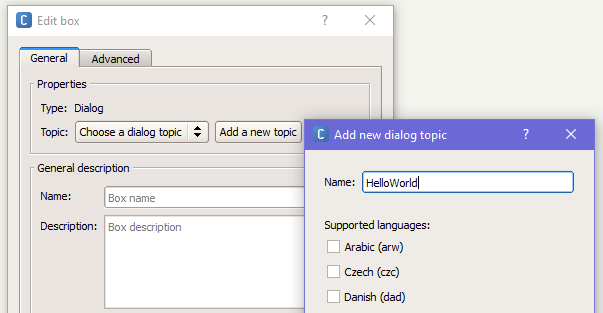 C Edit box ?
General Advanced
Properties
Type: Dialog
Topic: Choose a dialog topic Add a new topic
General description
Name: Box name
Description: Box description
C Add new dialog topic ?
Name: HelloWorld
Supported languages:
Arabic (arw)
Czech (czc)
Danish (dad)